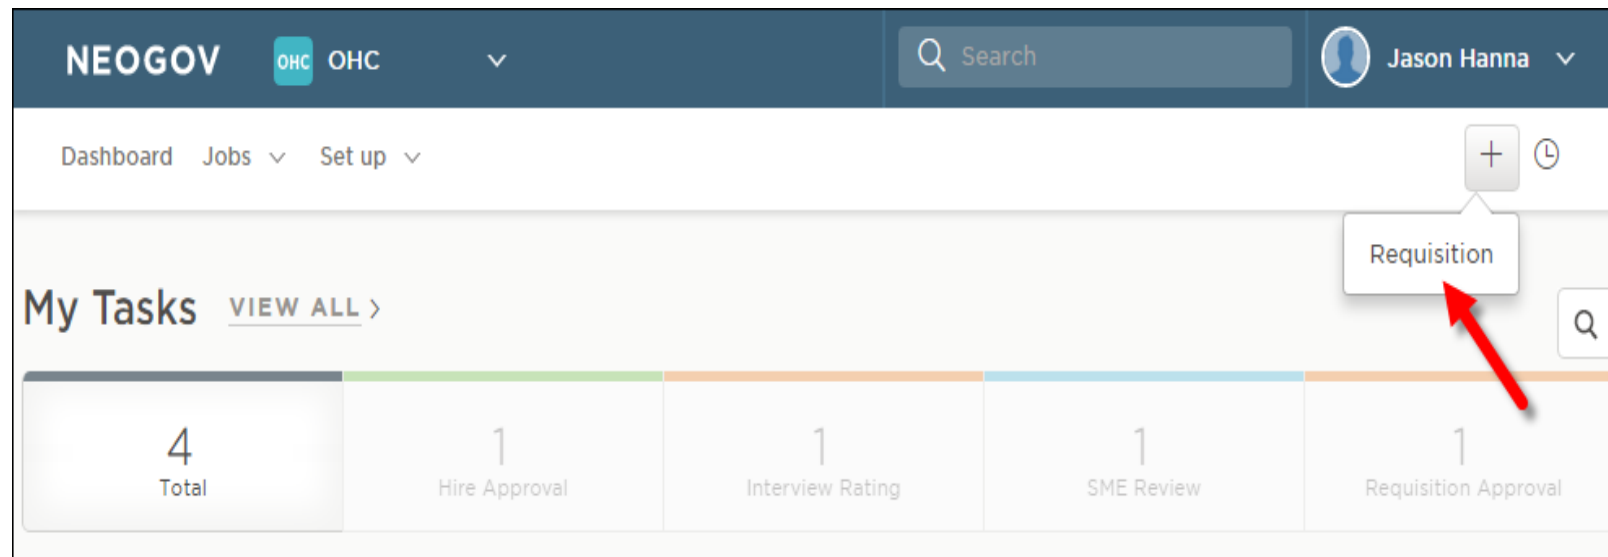 NEOGOV OHC OHC Search Jason Hanna
Dashboard Jobs Set up +
Requisition
My Tasks VIEW ALL >
4 1 1 1 1
Total Hire Approval Interview Rating SME Review Requisition Approval